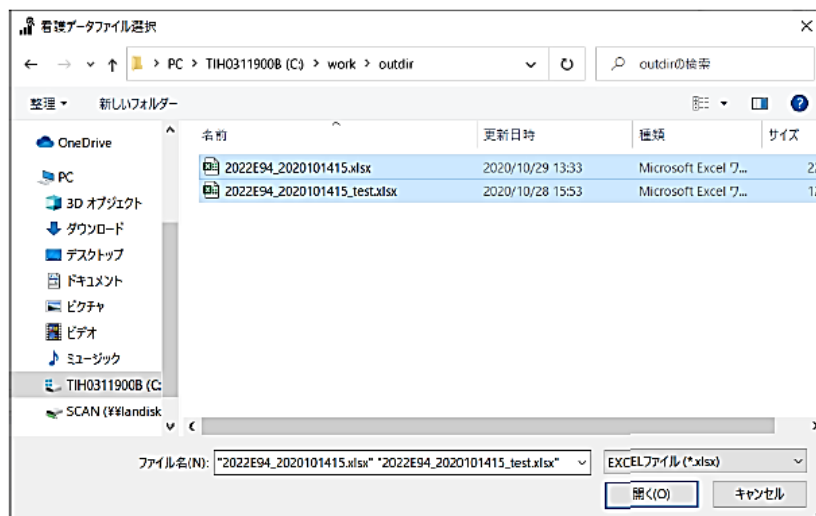 看護データファイル選択
PC > TIH0311900B (C:) > work > outdir
outdirの検索
整理
新しいフォルダー
名前
更新日時
種類
サイズ
OneDrive
PC
3D オブジェクト
ダウンロード
デスクトップ
ドキュメント
ピクチャ
ビデオ
ミュージック
TIH0311900B (C:
SCAN (¥¥landisk
2022E94_2020101415.xlsx 2020/10/29 13:33 Microsoft Excel ワ...
2022E94_2020101415_test.xlsx 2020/10/28 15:53 Microsoft Excel ワ...
ファイル名(N): "2022E94_2020101415.xlsx" "2022E94_2020101415_test.xlsx"
EXCELファイル (*.xlsx)
開く(O)
キャンセル